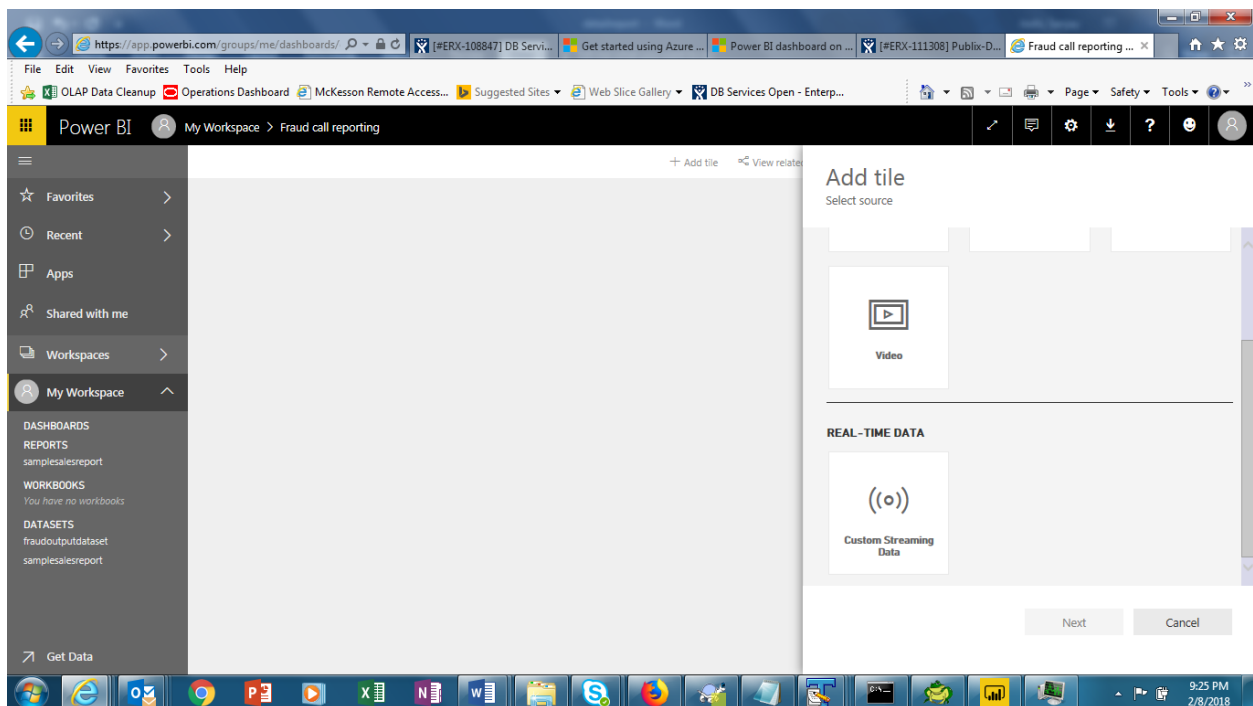 https://app.powerbi.com/groups/me/dashboards/
[#ERX-108847] DB Servi...
Get started using Azure ...
Power BI dashboard on ...
[#ERX-111308] Publix-D...
Fraud call reporting ...
File Edit View Favorites Tools Help
OLAP Data Cleanup
Operations Dashboard
McKesson Remote Access...
Suggested Sites
Web Slice Gallery
DB Services Open - Enterp...
Page Safety Tools
Power BI
My Workspace > Fraud call reporting
+ Add tile
View relate
Add tile
Select source
Favorites
Recent
Apps
Shared with me
Workspaces
My Workspace
DASHBOARDS
REPORTS
samplesalesreport
WORKBOOKS
You have no workbooks
DATASETS
fraudoutputdataset
samplesalesreport
Get Data
Video
REAL-TIME DATA
Custom Streaming
Data
Next
Cancel
9:25 PM
2/8/2018